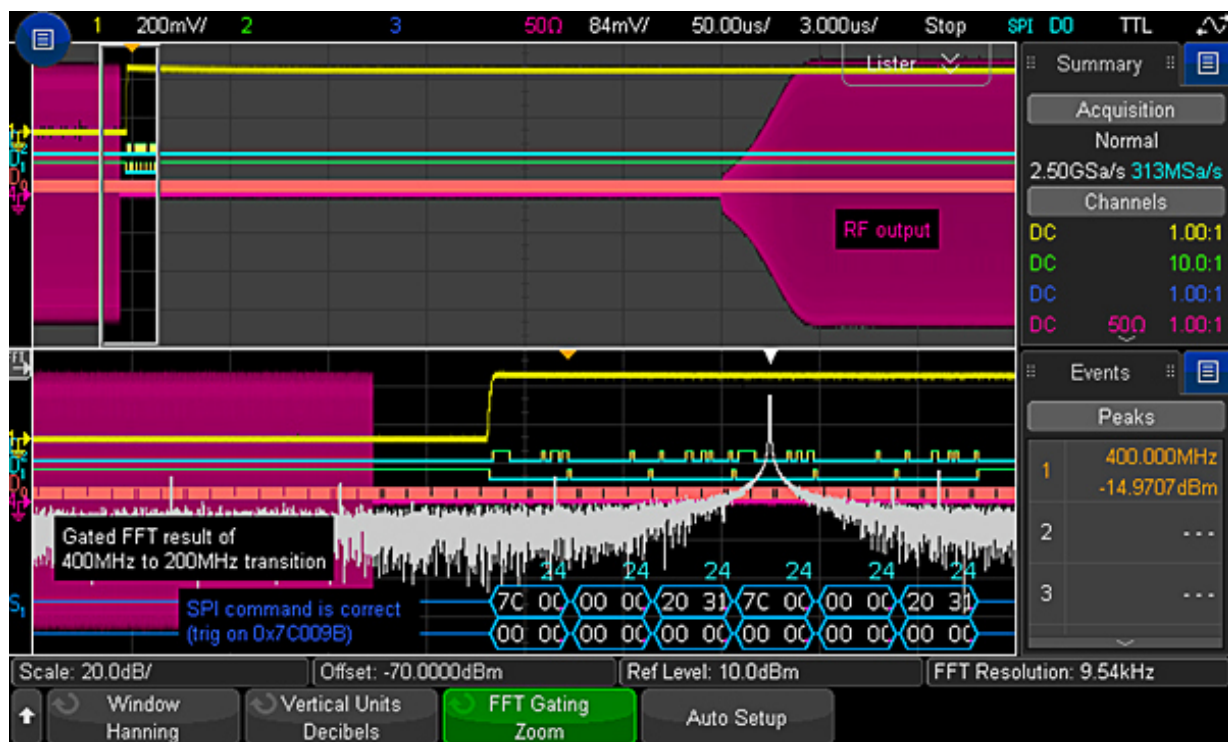 1 200mV/ 2 3 50Ω 84mV/ 50.00us/ 3.000us/ Stop SPI D0 TTL
Lister
Summary
Acquisition
Normal
2.50GSa/s 313MSa/s
Channels
DC 1.00:1
DC 10.0:1
DC 1.00:1
DC 50Ω 1.00:1
RF output
Events
Peaks
1 400.000MHz
-14.9707dBm
2 ---
3 ---
Gated FFT result of
400MHz to 200MHz transition
SPI command is correct
(trig on 0x7C009B)
24 24 24 24 24 24
S1
7C 00 00 00 20 31 7C 00 00 00 20 31
00 00 00 00 00 00 00 00 00 00 00 00
Scale: 20.0dB/ Offset: -70.0000dBm Ref Level: 10.0dBm FFT Resolution: 9.54kHz
Window
Hanning
Vertical Units
Decibels
FFT Gating
Zoom
Auto Setup